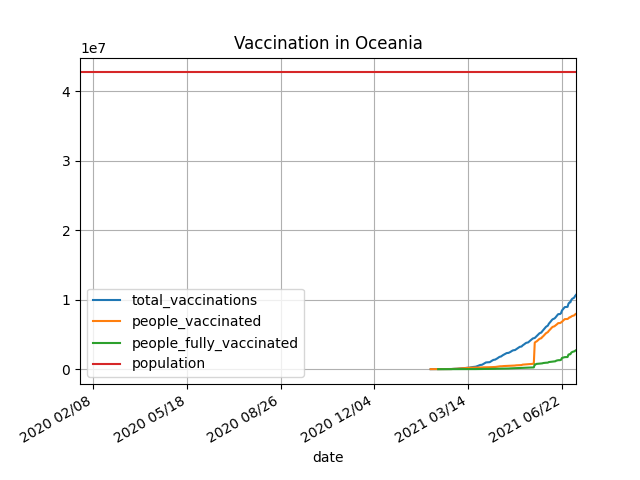 Vaccination in Oceania
1e7
4
3
2
1
0
total_vaccinations
people_vaccinated
people_fully_vaccinated
population
2020 02/08
2020 05/18
2020 08/26
2020 12/04
2021 03/14
2021 06/22
date